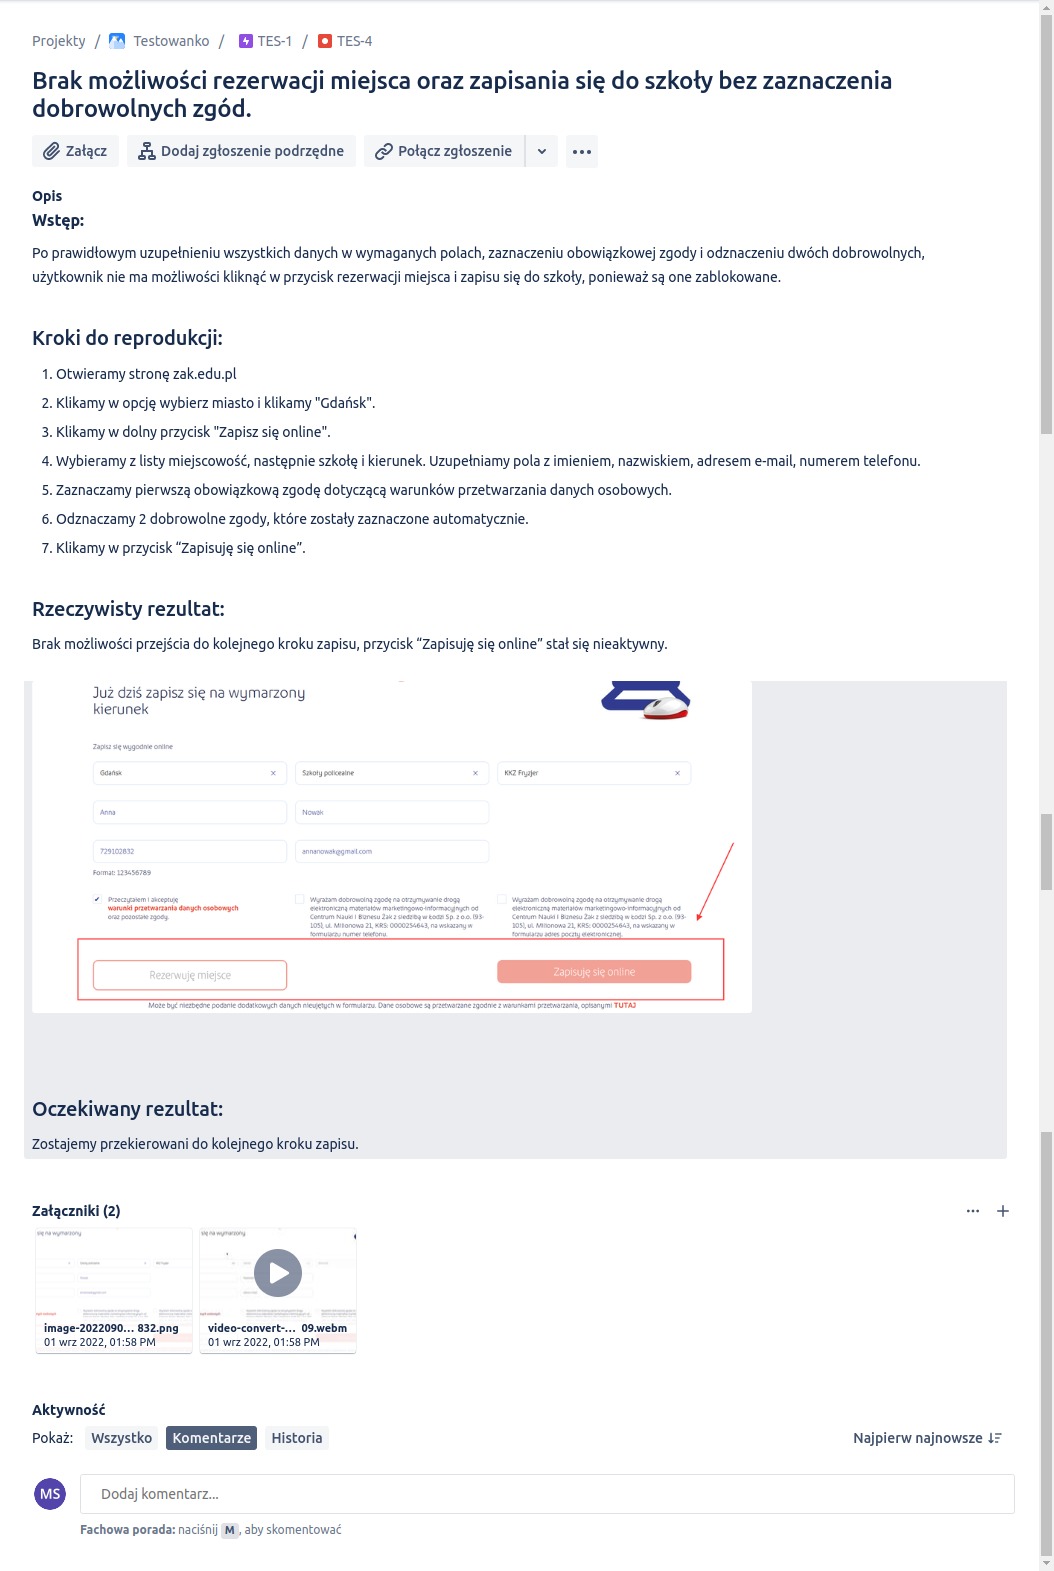 Projekty / Testowanko / TES-1 / TES-4
Brak możliwości rezerwacji miejsca oraz zapisania się do szkoły bez zaznaczenia
dobrowolnych zgód.
Załącz Dodaj zgłoszenie podrzędne Połącz zgłoszenie
Opis
Wstęp:
Po prawidłowym uzupełnieniu wszystkich danych w wymaganych polach, zaznaczeniu obowiązkowej zgody i odznaczeniu dwóch dobrowolnych,
użytkownik nie ma możliwości kliknąć w przycisk rezerwacji miejsca i zapisu się do szkoły, ponieważ są one zablokowane.
Kroki do reprodukcji:
1. Otwieramy stronę zak.edu.pl
2. Klikamy w opcję wybierz miasto i klikamy "Gdańsk".
3. Klikamy w dolny przycisk "Zapisz się online".
4. Wybieramy z listy miejscowość, następnie szkołę i kierunek. Uzupełniamy pola z imieniem, nazwiskiem, adresem e-mail, numerem telefonu.
5. Zaznaczamy pierwszą obowiązkową zgodę dotyczącą warunków przetwarzania danych osobowych.
6. Odznaczamy 2 dobrowolne zgody, które zostały zaznaczone automatycznie.
7. Klikamy w przycisk “Zapisuję się online”.
Rzeczywisty rezultat:
Brak możliwości przejścia do kolejnego kroku zapisu, przycisk “Zapisuję się online” stał się nieaktywny.
Już dziś zapisz się na wymarzony
kierunek
Zapisz się wygodnie online
Gdańsk Szkoły policealne KKZ Fryzjer
Anna Nowak
729102832 annanowak@gmail.com
Format: 123456789
Przeczytałem i akceptuję
warunki przetwarzania danych osobowych
oraz pozostałe zgody.
Wyrażam dobrowolną zgodę na otrzymywanie drogą
elektroniczną materiałów marketingowo-informacyjnych od
Centrum Nauki i Biznesu Żak z siedzibą w Łodzi Sp. z o.o. (93-
105), ul. Milionowa 21, KRS: 0000254643, na wskazany w
formularzu numer telefonu.
Wyrażam dobrowolną zgodę na otrzymywanie drogą
elektroniczną materiałów marketingowo-informacyjnych od
Centrum Nauki i Biznesu Żak z siedzibą w Łodzi Sp. z o.o. (93-
105), ul. Milionowa 21, KRS: 0000254643, na wskazany w
formularzu adres poczty elektronicznej.
Rezerwuję miejsce Zapisuję się online
Może być niezbędne podanie dodatkowych danych nieujętych w formularzu. Dane osobowe są przetwarzane zgodnie z warunkami przetwarzania, opisanymi TUTAJ
Oczekiwany rezultat:
Zostajemy przekierowani do kolejnego kroku zapisu.
Załączniki (2)
się na wymarzony się na wymarzony
image-2022090... 832.png video-convert-... 09.webm
01 wrz 2022, 01:58 PM 01 wrz 2022, 01:58 PM
Aktywność
Pokaż: Wszystko Komentarze Historia Najpierw najnowsze
MS Dodaj komentarz...
Fachowa porada: naciśnij M, aby skomentować